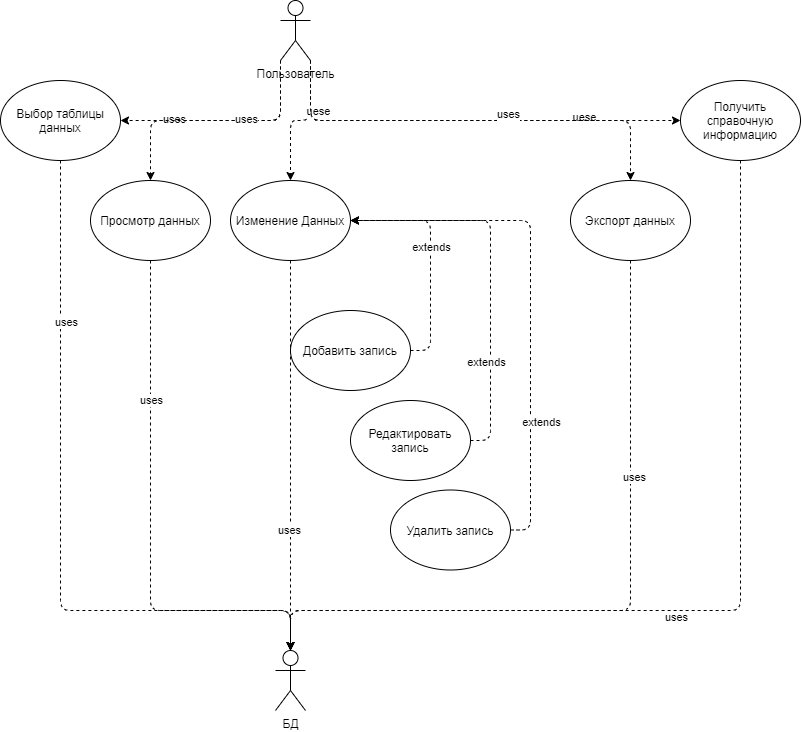 Пользователь
Выбор таблицы
данных
uses
uses
uese
uses
uese
Получить
справочную
информацию
Просмотр данных
Изменение Данных
Экспорт данных
extends
uses
Добавить запись
extends
uses
Редактировать
запись
extends
uses
Удалить запись
uses
uses
БД